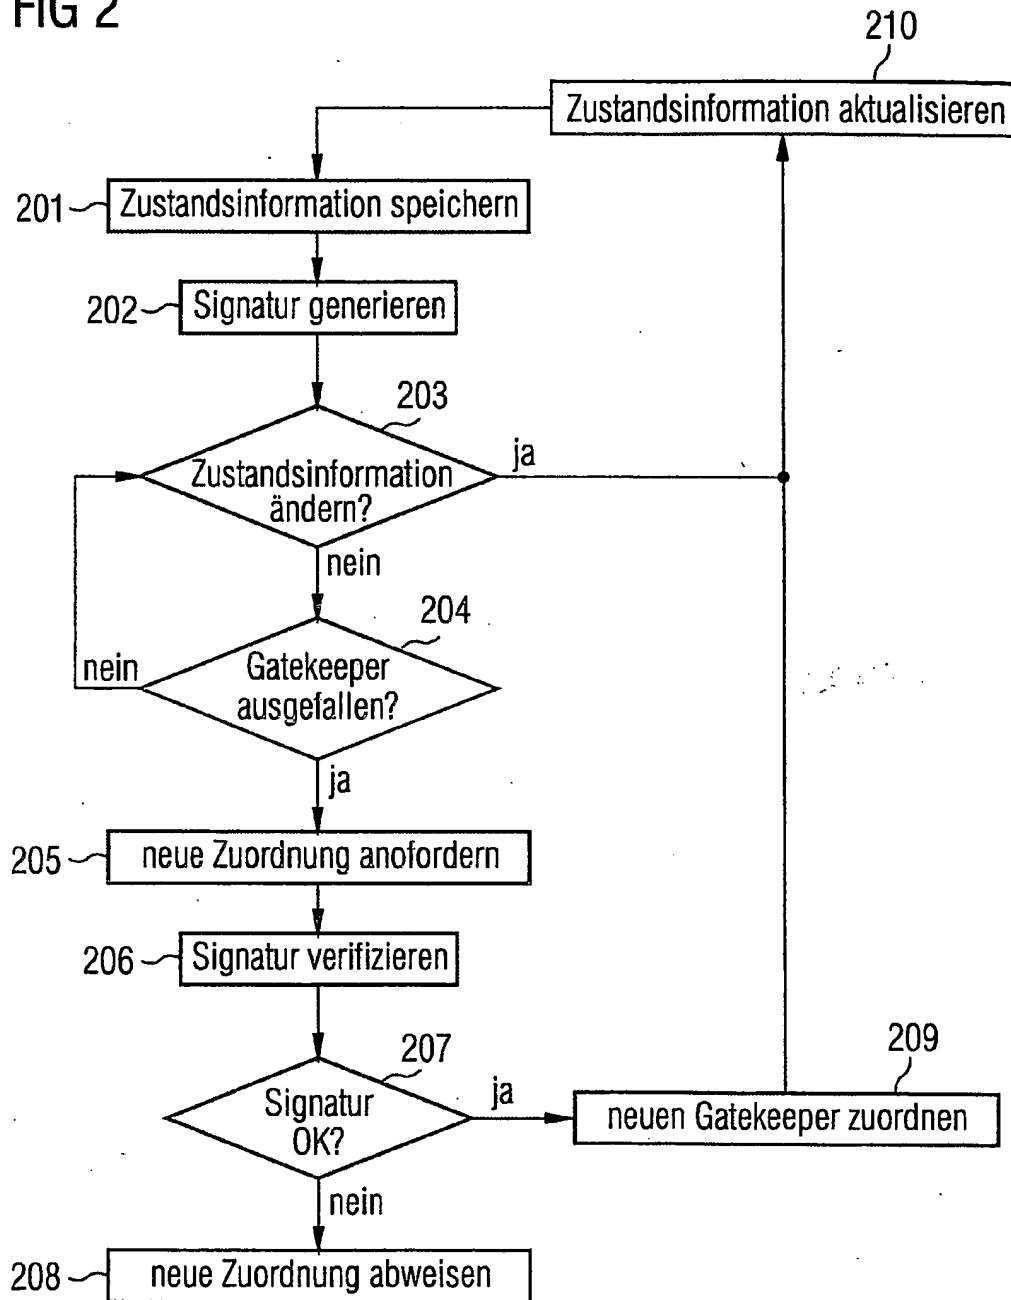 FIG 2
210
Zustandsinformation aktualisieren
201
Zustandsinformation speichern
202
Signatur generieren
203
Zustandsinformation
ändern?
ja
nein
204
Gatekeeper
ausgefallen?
nein
ja
205
neue Zuordnung anofordern
206
Signatur verifizieren
207
Signatur
OK?
ja
209
neuen Gatekeeper zuordnen
nein
208
neue Zuordnung abweisen